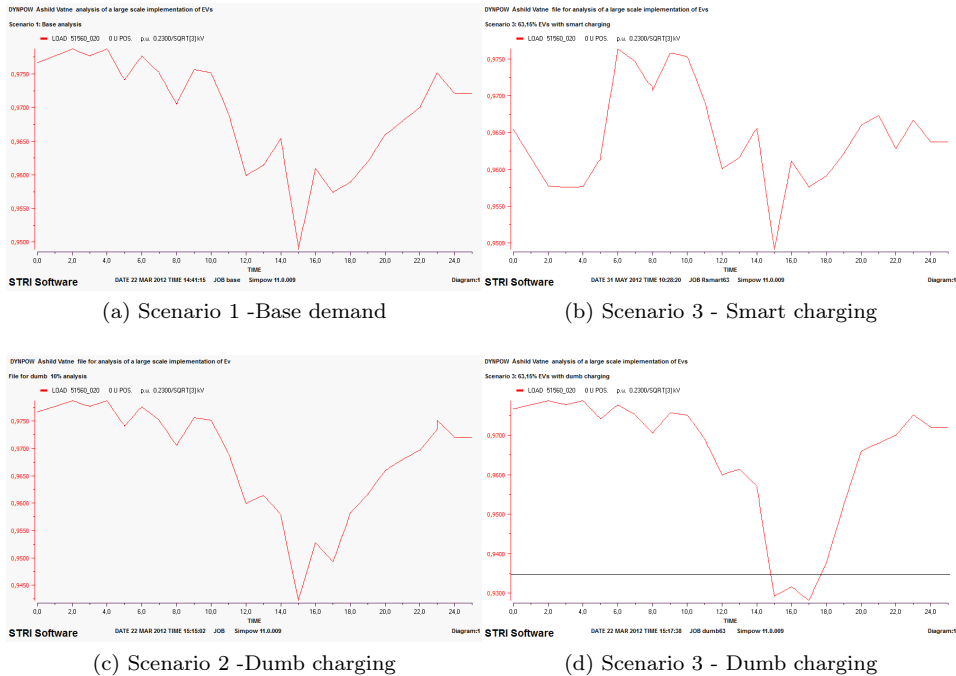 DYNPOW Ashild Vatne analysis of a large scale implementation of EVs
Scenario 1: Base analysis
LOAD 51560_020 0 U POS. p.u. 0.2300/SQRT[3] kV
0,9750
0,9700
0,9650
0,9600
0,9550
0,9500
0,0 2,0 4,0 6,0 8,0 10,0 12,0 14,0 16,0 18,0 20,0 22,0 24,0
TIME
STRI Software DATE 22 MAR 2012 TIME 14:41:15 JOB base Simpow 11.0.009 Diagram:1
(a) Scenario 1 -Base demand
DYNPOW Åshild Vatne file for analysis of a large scale implementation of EVs
Scenario 3: 63,15% EVs with smart charging
LOAD 51560_020 0 U POS. p.u. 0.2300/SQRT[3] kV
0,9750
0,9700
0,9650
0,9600
0,9550
0,9500
0,0 2,0 4,0 6,0 8,0 10,0 12,0 14,0 16,0 18,0 20,0 22,0 24,0
TIME
STRI Software DATE 31 MAY 2012 TIME 10:28:20 JOB Rsmart63 Simpow 11.0.009 Diagram:1
(b) Scenario 3 - Smart charging
DYNPOW Åshild Vatne file for analysis of a large scale implementation of Ev
File for dumb 10% analysis
LOAD 51560_020 0 U POS. p.u. 0.2300/SQRT[3] kV
0,9750
0,9700
0,9650
0,9600
0,9550
0,9500
0,9450
0,0 2,0 4,0 6,0 8,0 10,0 12,0 14,0 16,0 18,0 20,0 22,0 24,0
TIME
STRI Software DATE 22 MAR 2012 TIME 15:15:02 JOB Simpow 11.0.009 Diagram:1
(c) Scenario 2 -Dumb charging
DYNPOW Åshild Vatne analysis of a large scale implementation of EVs
Scenario 3: 63,15% EVs with dumb charging
LOAD 51560_020 0 U POS. p.u. 0.2300/SQRT[3] kV
0,9700
0,9600
0,9500
0,9400
0,9300
0,0 2,0 4,0 6,0 8,0 10,0 12,0 14,0 16,0 18,0 20,0 22,0 24,0
TIME
STRI Software DATE 22 MAR 2012 TIME 15:17:38 JOB dumb63 Simpow 11.0.009 Diagram:1
(d) Scenario 3 - Dumb charging